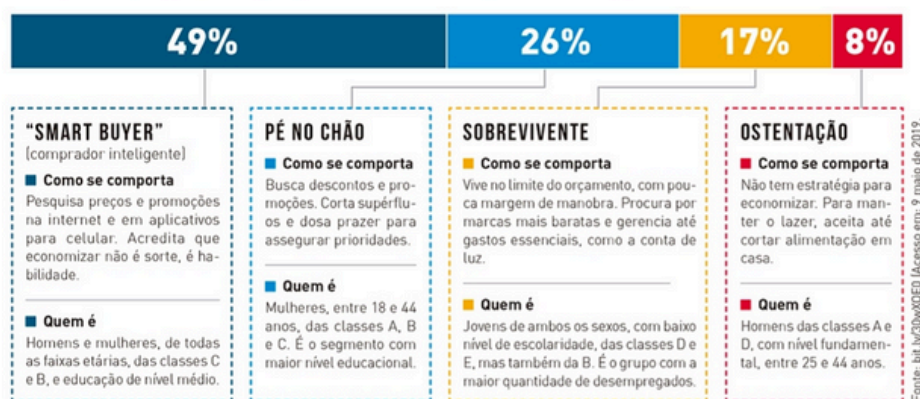 49%
26%
17%
8%
"SMART BUYER"
(comprador inteligente)
Como se comporta
Pesquisa preços e promoções
na internet e em aplicativos
para celular. Acredita que
economizar não é sorte, é ha-
bilidade.
Quem é
Homens e mulheres, de todas
as faixas etárias, das classes C
e B, e educação de nível médio.
PÉ NO CHÃO
Como se comporta
Busca descontos e pro-
moções. Corta supérflu-
os e dosa prazer para
assegurar prioridades.
Quem é
Mulheres, entre 18 e 44
anos, das classes A, B
e C. É o segmento com
maior nível educacional.
SOBREVIVENTE
Como se comporta
Vive no limite do orçamento, com pou-
ca margem de manobra. Procura por
marcas mais baratas e gerencia até
gastos essenciais, como a conta de
luz.
Quem é
Jovens de ambos os sexos, com baixo
nível de escolaridade, das classes D e
E, mas também da B. É o grupo com a
maior quantidade de desempregados.
OSTENTAÇÃO
Como se comporta
Não tem estratégia para
economizar. Para man-
ter o lazer, aceita até
cortar alimentação em
casa.
Quem é
Homens das classes A e
D, com nível fundamen-
tal, entre 25 e 44 anos.
Fonte: (Acesso em: 9 maio de 2019.